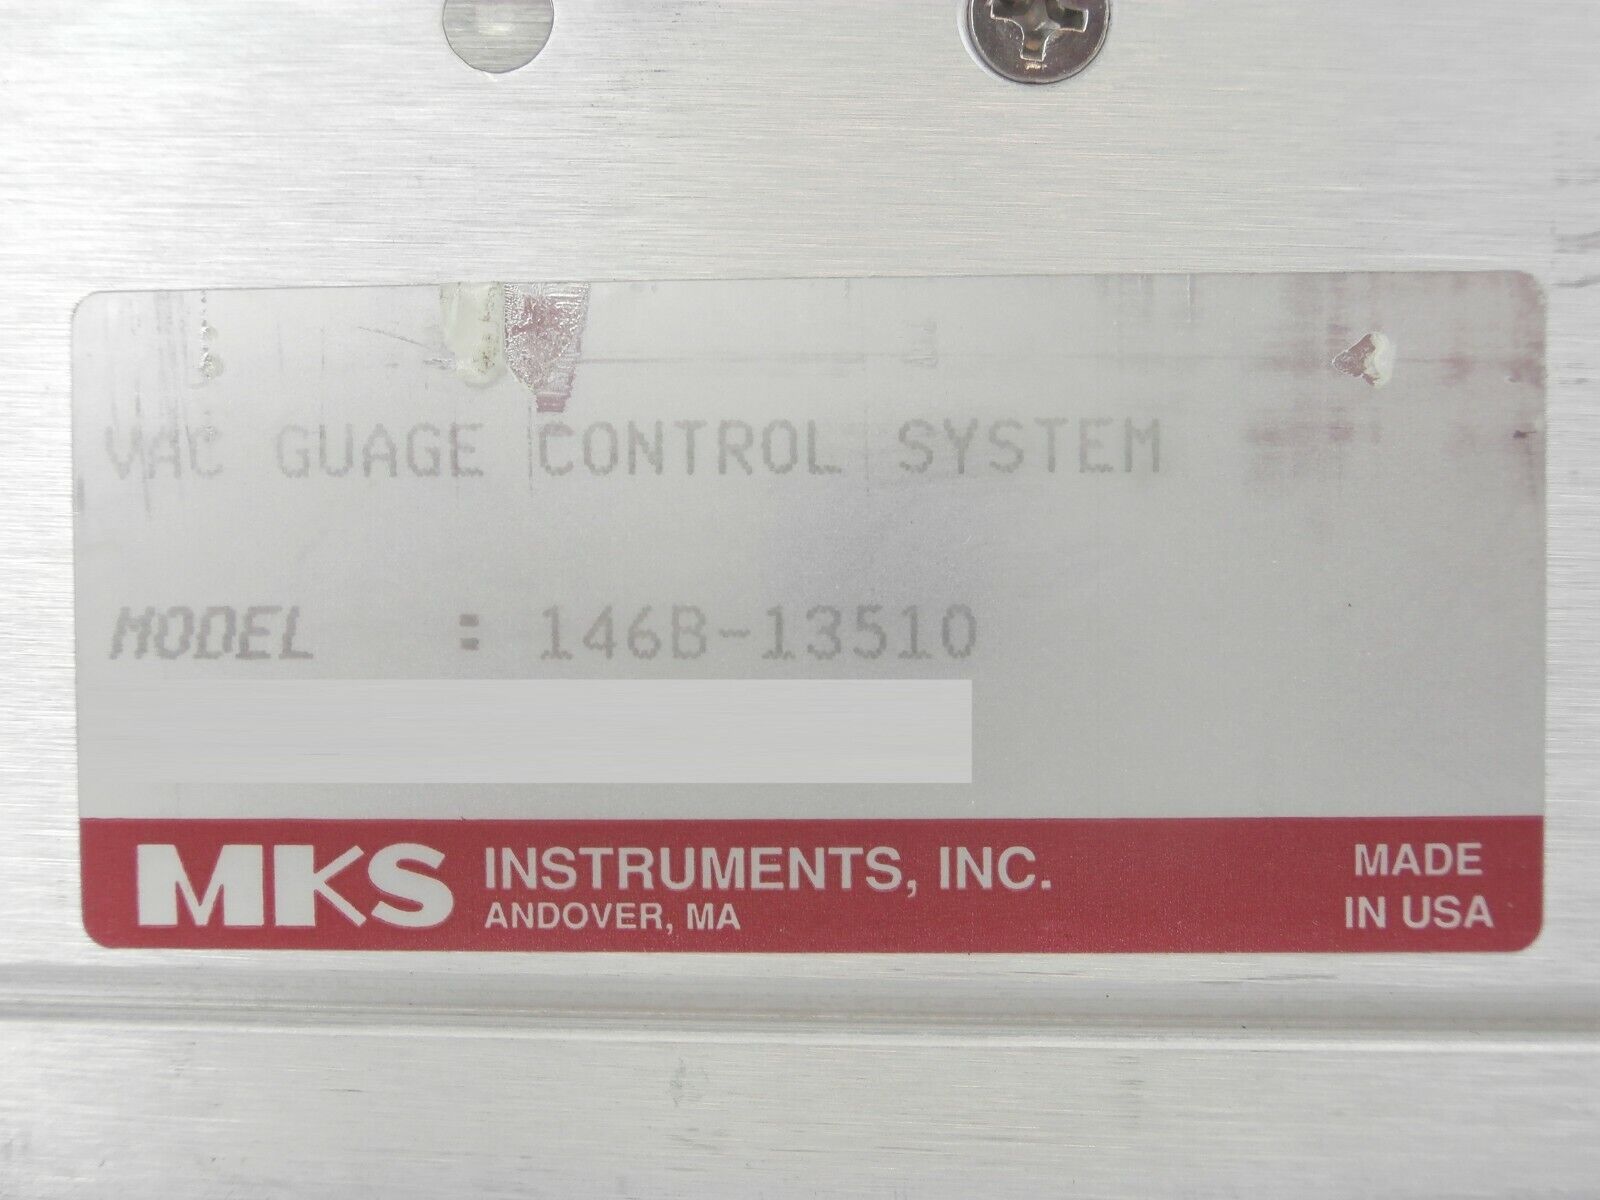 VAC GUAGE CONTROL SYSTEM
MODEL : 146B-13510
MKS INSTRUMENTS, INC.
ANDOVER, MA
MADE
IN USA